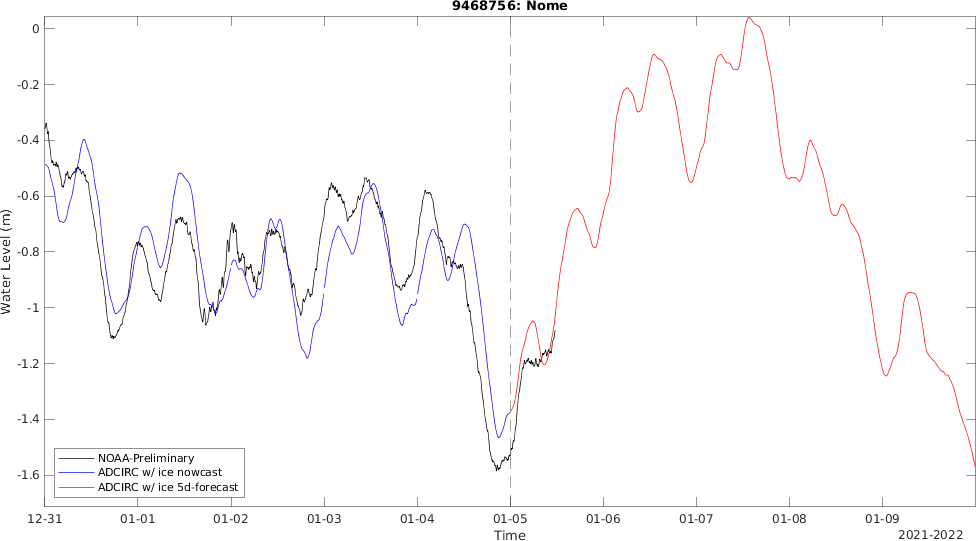 9468756: Nome
0
-0.2
-0.4
-0.6
-0.8
-1
-1.2
-1.4
-1.6
Water Level (m)
NOAA-Preliminary
ADCIRC w/ ice nowcast
ADCIRC w/ ice 5d-forecast
12-31 01-01 01-02 01-03 01-04 01-05 01-06 01-07 01-08 01-09
Time
2021-2022